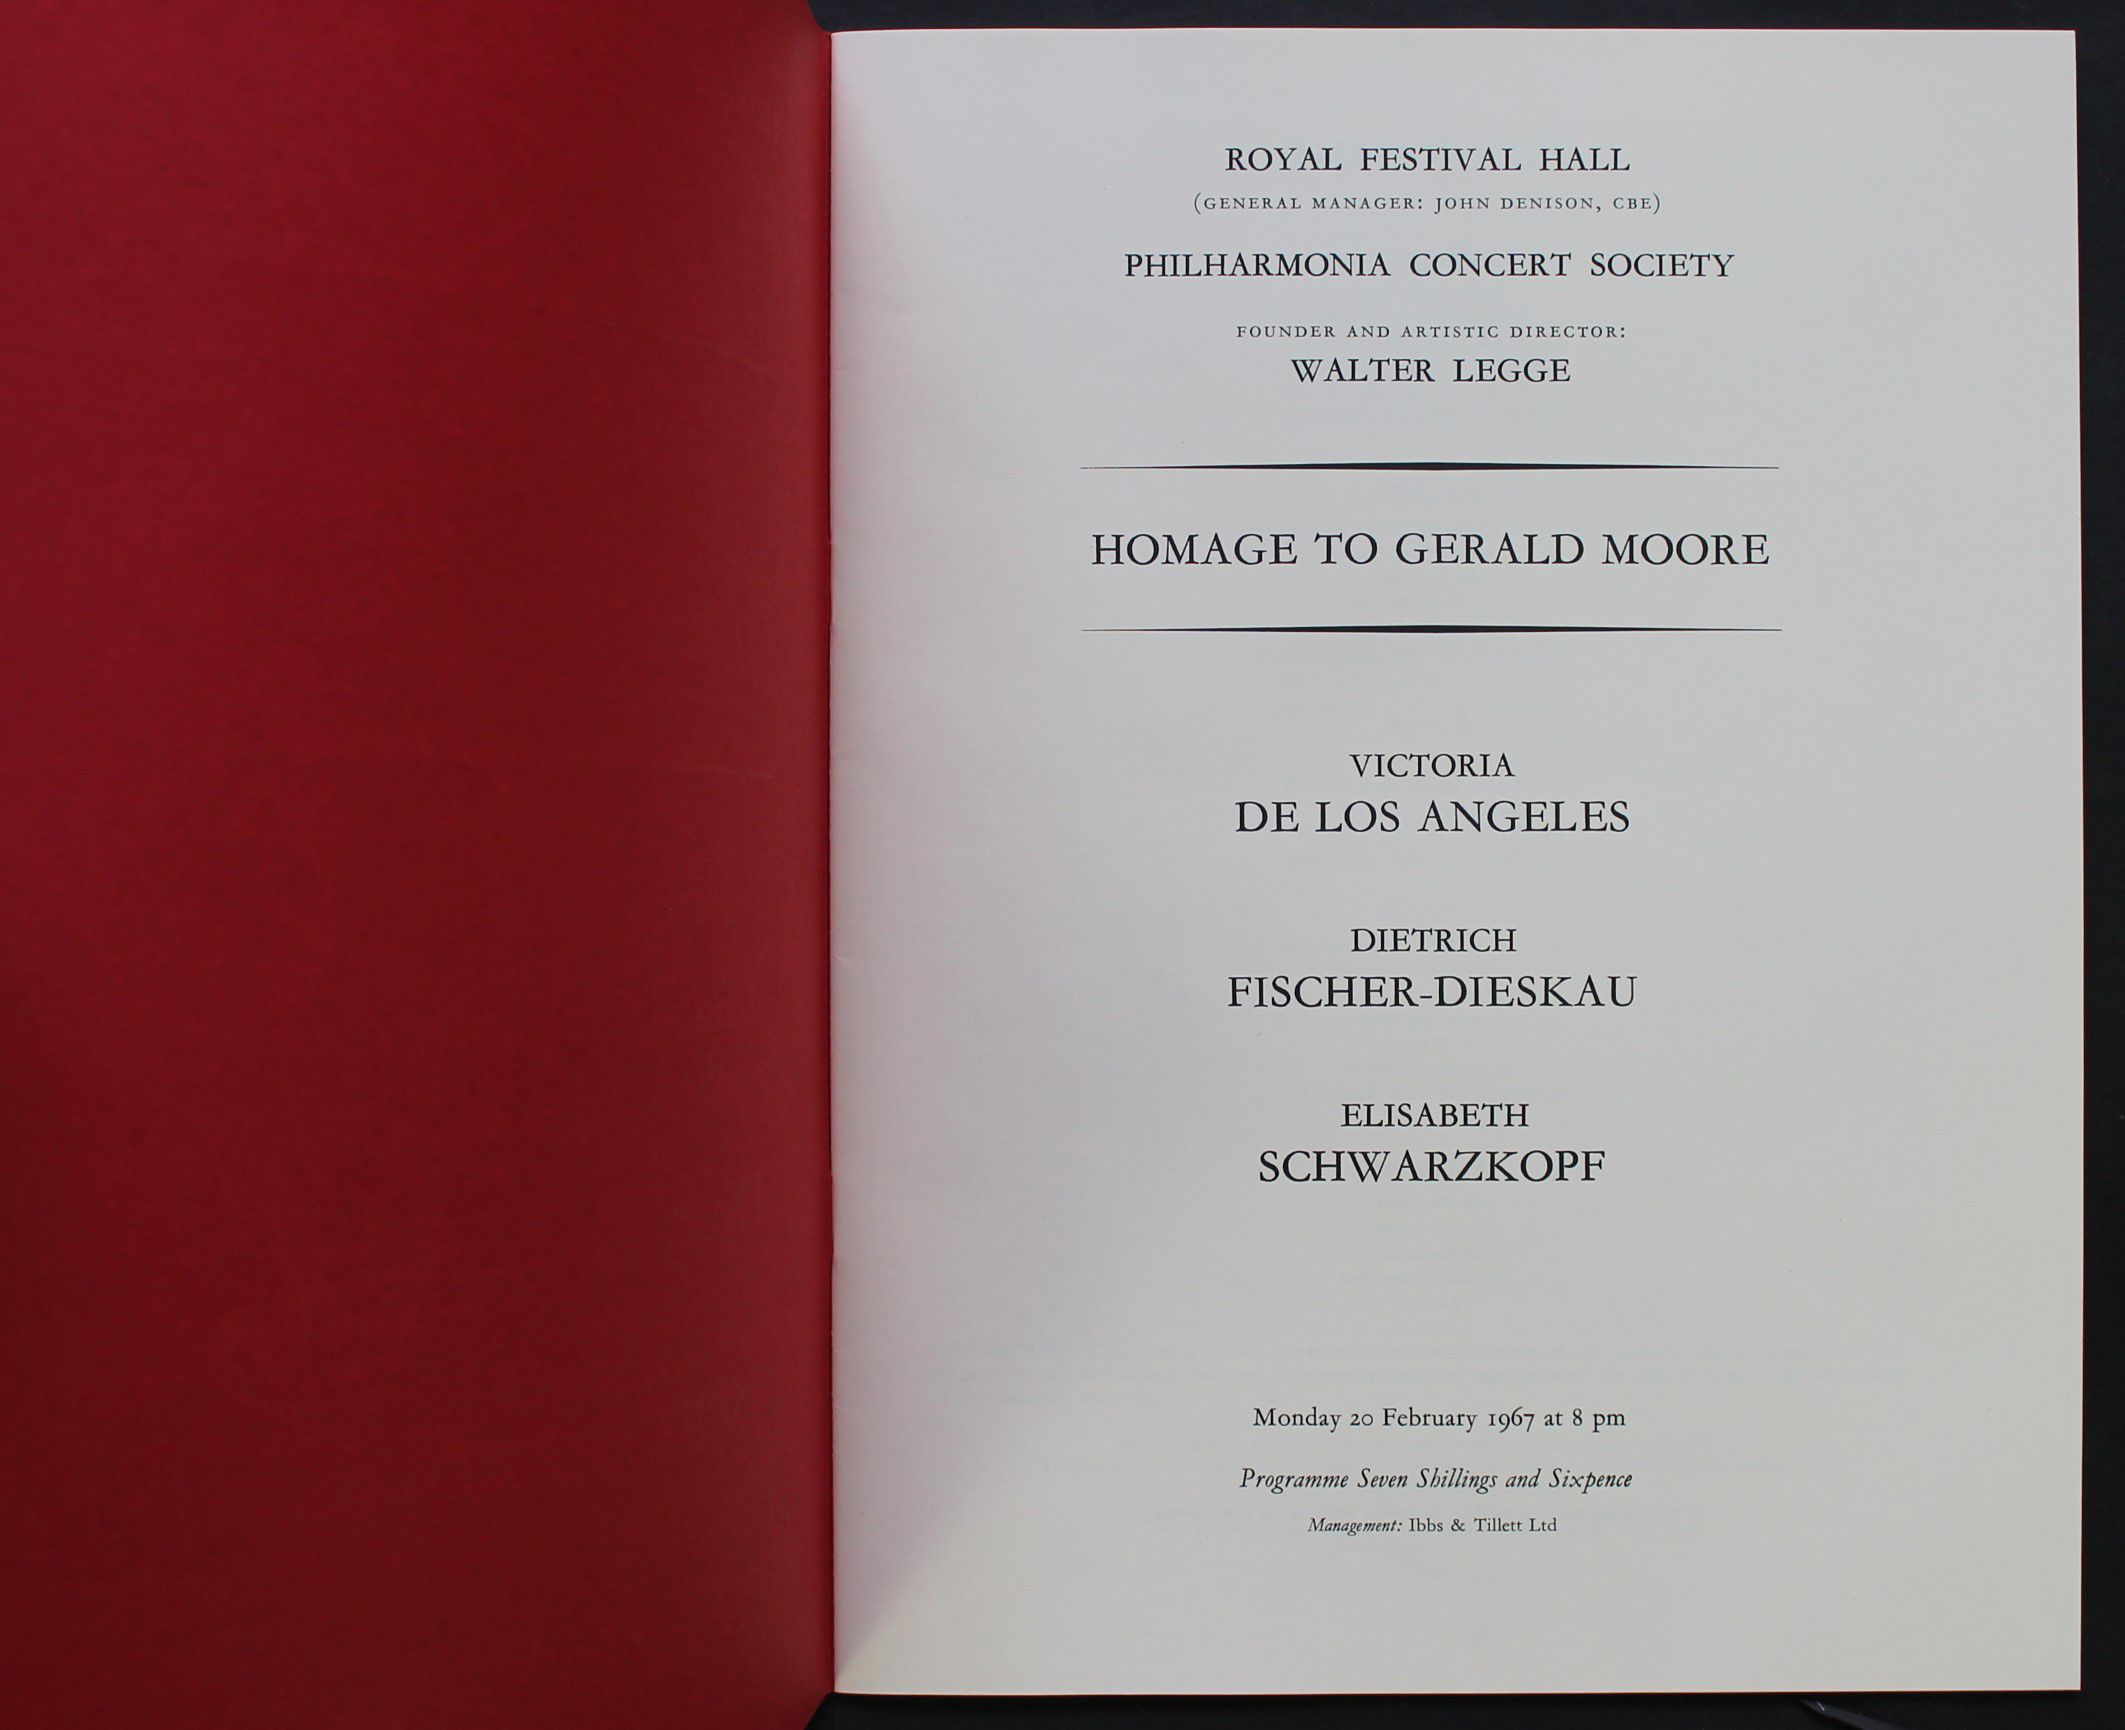 ROYAL FESTIVAL HALL
(GENERAL MANAGER: JOHN DENISON, CBE)
PHILHARMONIA CONCERT SOCIETY
FOUNDER AND ARTISTIC DIRECTOR:
WALTER LEGGE
HOMAGE TO GERALD MOORE
VICTORIA
DE LOS ANGELES
DIETRICH
FISCHER-DIESKAU
ELISABETH
SCHWARZKOPF
Monday 20 February 1967 at 8 pm
Programme Seven Shillings and Sixpence
Management: Ibbs & Tillett Ltd